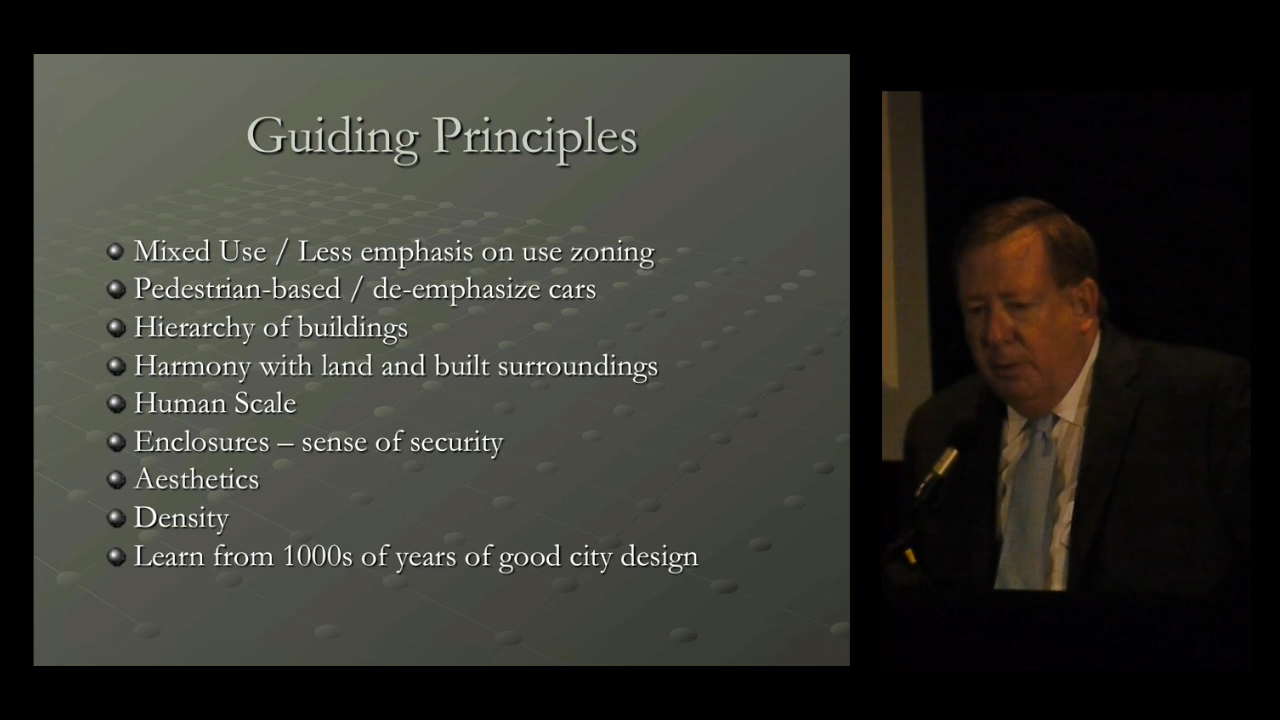 Guiding Principles
Mixed Use / Less emphasis on use zoning
Pedestrian-based / de-emphasize cars
Hierarchy of buildings
Harmony with land and built surroundings
Human Scale
Enclosures – sense of security
Aesthetics
Density
Learn from 1000s of years of good city design